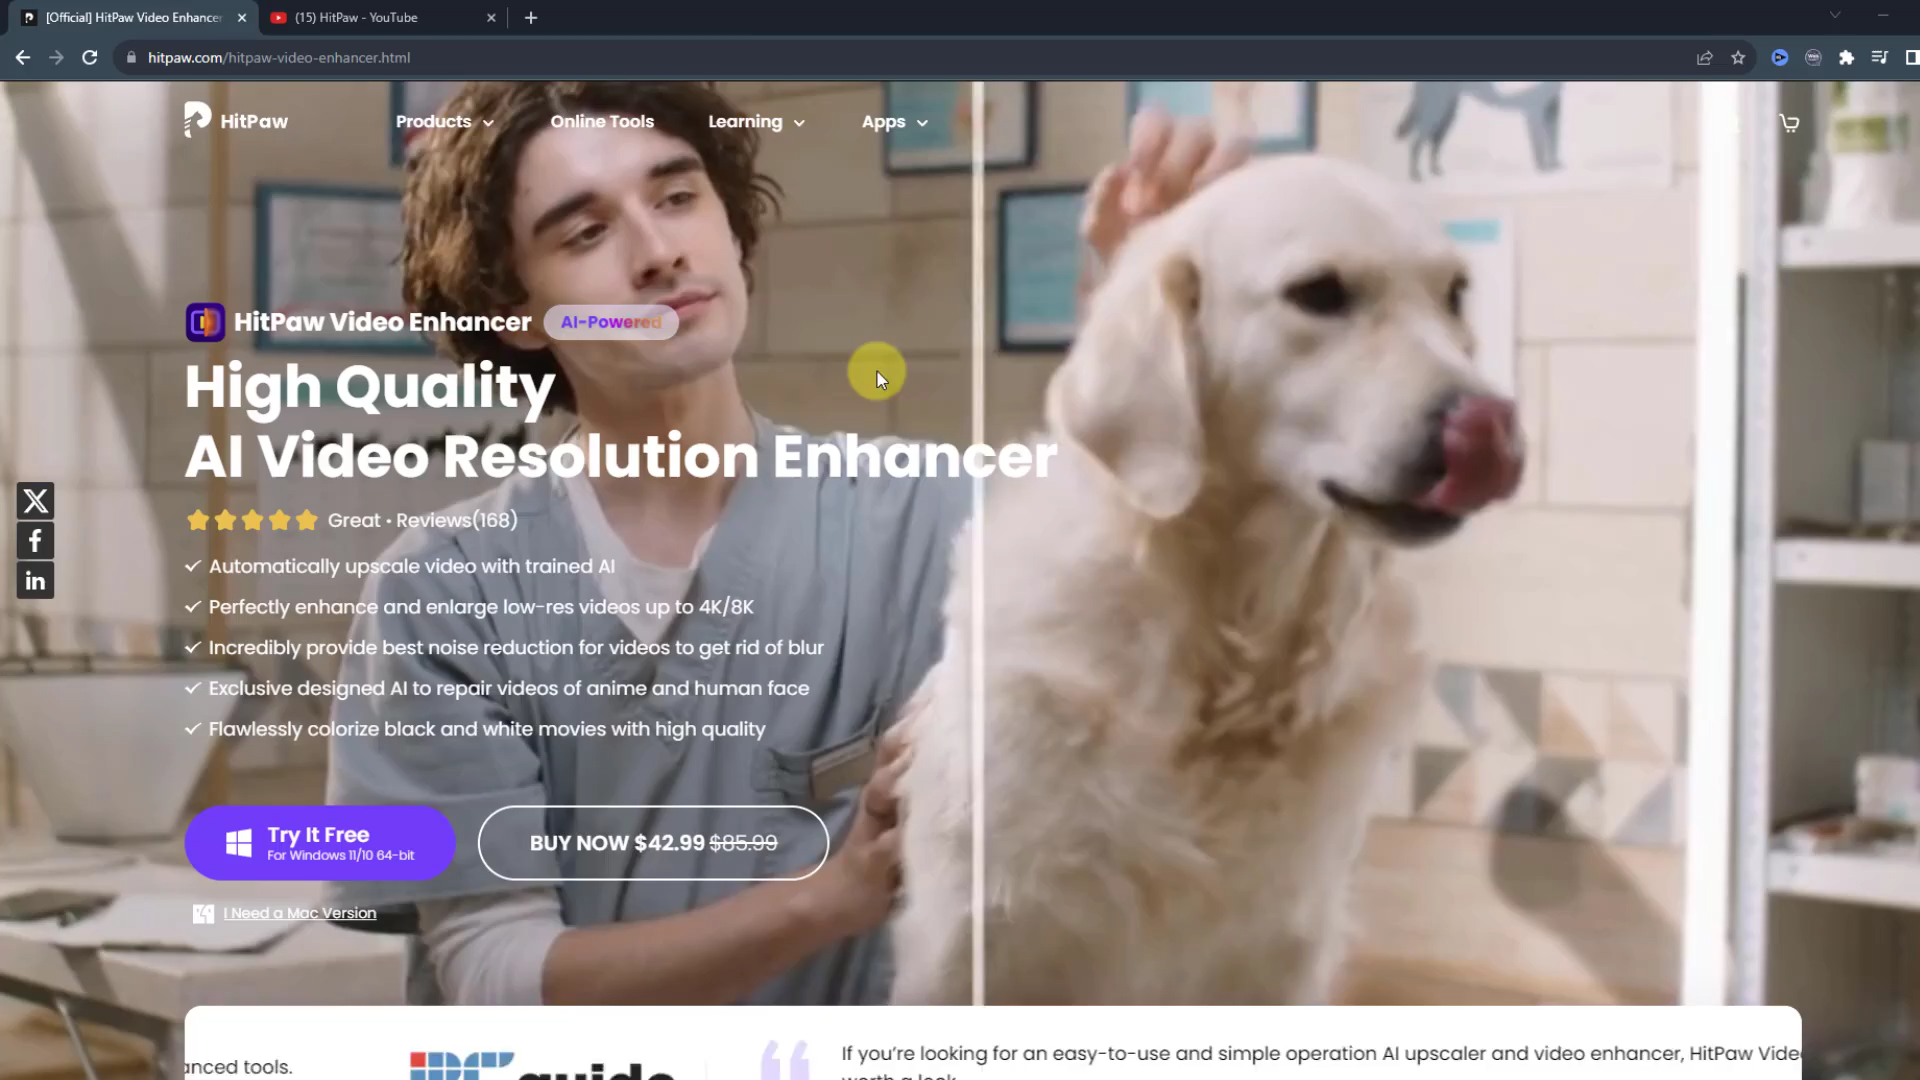 [Official] HitPaw Video Enhancer
(15) HitPaw - YouTube
hitpaw.com/hitpaw-video-enhancer.html
HitPaw
Products
Online Tools
Learning
Apps
HitPaw Video Enhancer
AI-Powered
High Quality
AI Video Resolution Enhancer
Great • Reviews(168)
Automatically upscale video with trained AI
Perfectly enhance and enlarge low-res videos up to 4K/8K
Incredibly provide best noise reduction for videos to get rid of blur
Exclusive designed AI to repair videos of anime and human face
Flawlessly colorize black and white movies with high quality
Try It Free
For Windows 11/10 64-bit
BUY NOW $42.99 $85.99
I Need a Mac Version
X
f
in
If you're looking for an easy-to-use and simple operation AI upscaler and video enhancer, HitPaw Vide
anced tools.
guide
worth a look